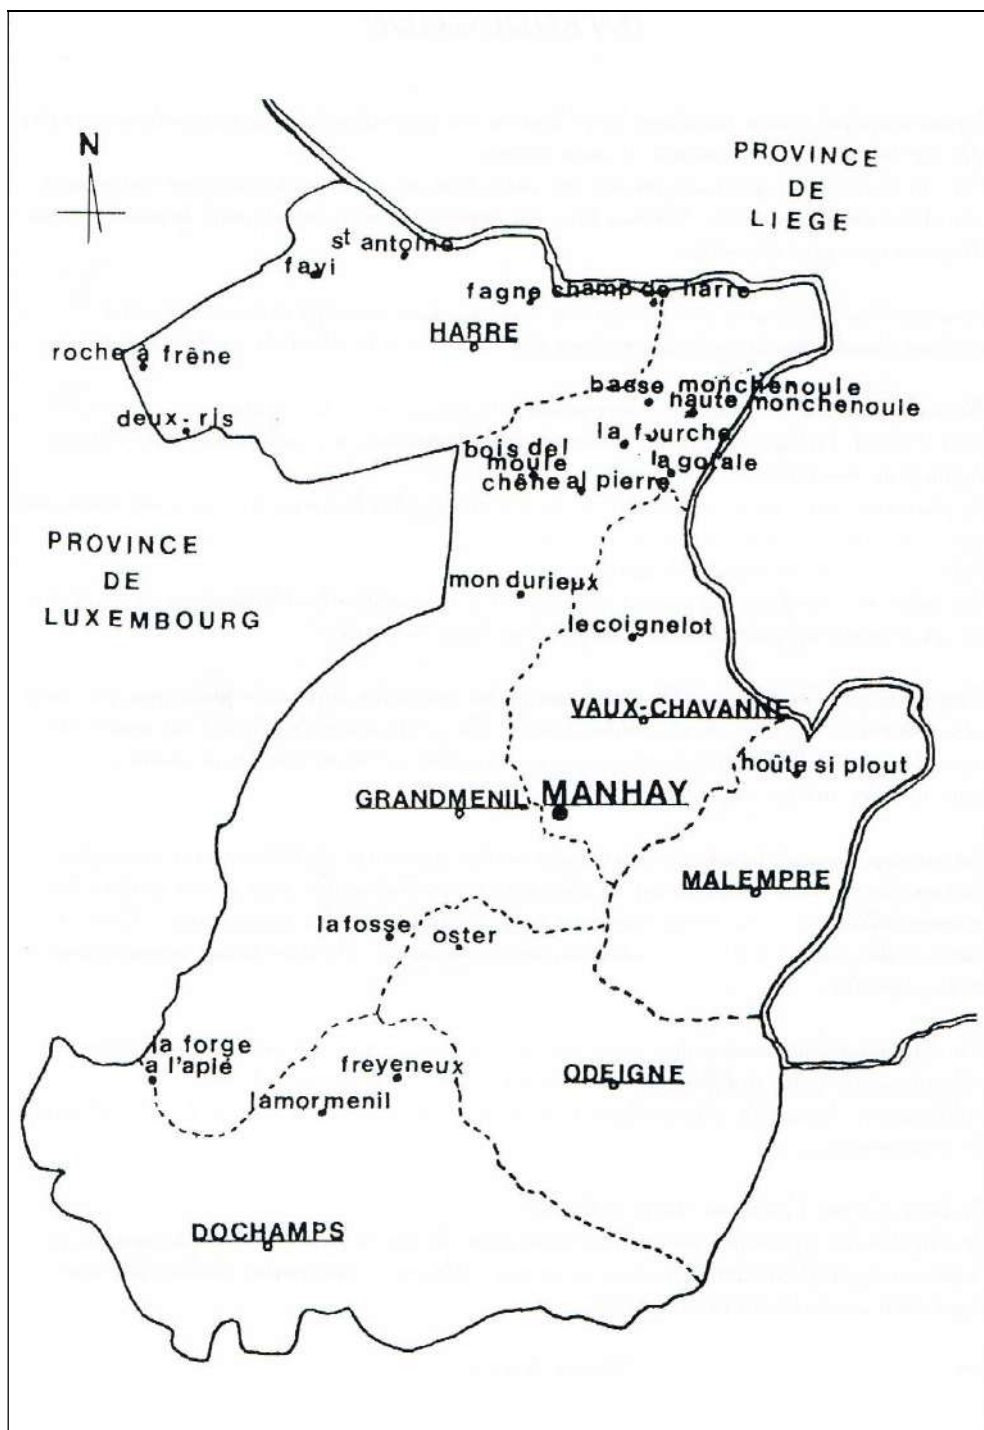 N
PROVINCE
DE
LIEGE
st antoine
fayi
fagne champ de harre
HARRE
roche à frêne
basse monchenoule
haute monchenoule
deux-ris
la fourche
bois del
moule
la gotale
chêne al pierre
PROVINCE
DE
LUXEMBOURG
mon durieux
le coignelot
VAUX-CHAVANNE
hoûte si plout
GRANDMENIL
MANHAY
MALEMPRE
la fosse
oster
la forge
a l'aplé
freyeneux
ODEIGNE
lamormenil
DOCHAMPS